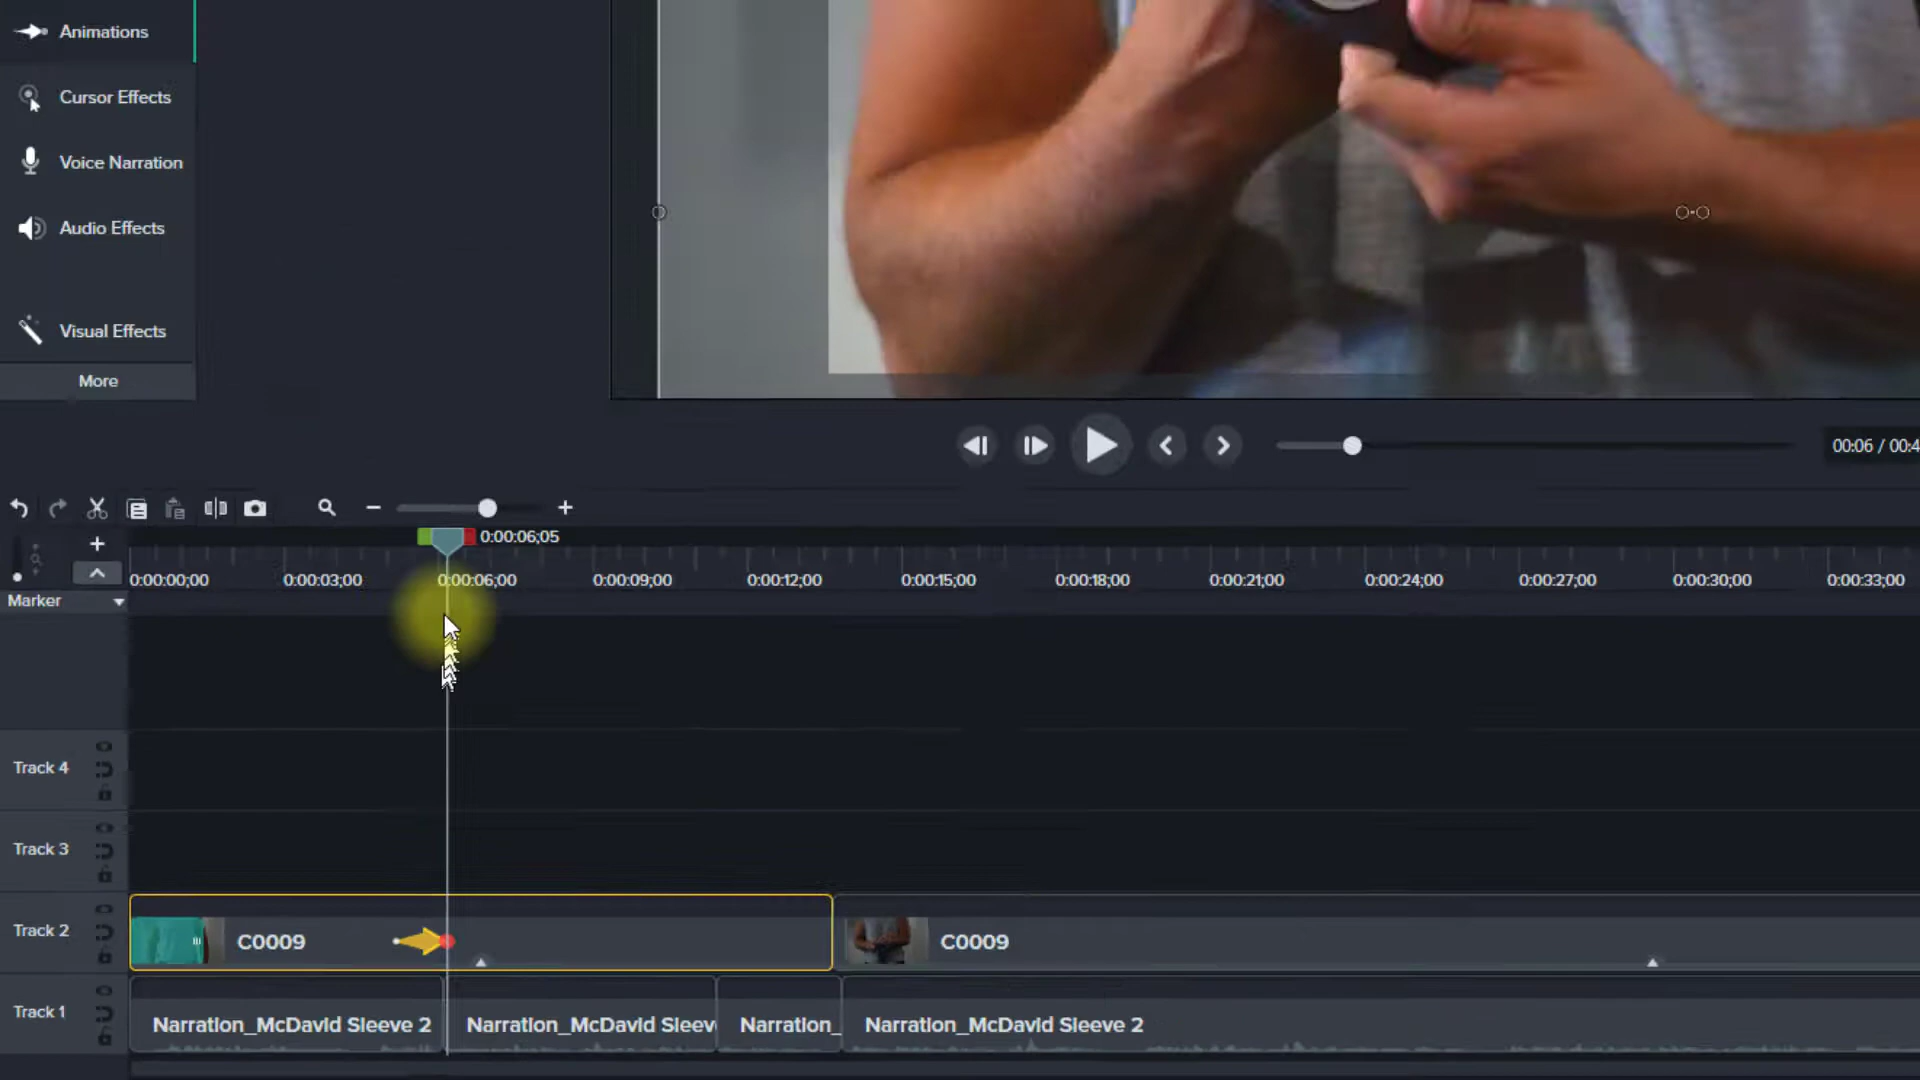 Animations
Cursor Effects
Voice Narration
Audio Effects
Visual Effects
More
00:06 / 00:4
0:00:06;05
0:00:00;00 0:00:03;00 0:00:06;00 0:00:09;00 0:00:12;00 0:00:15;00 0:00:18;00 0:00:21;00 0:00:24;00 0:00:27;00 0:00:30;00 0:00:33;00
Marker
Track 4
Track 3
Track 2
C0009
C0009
Track 1
Narration_McDavid Sleeve 2
Narration_McDavid Sleev
Narration_
Narration_McDavid Sleeve 2